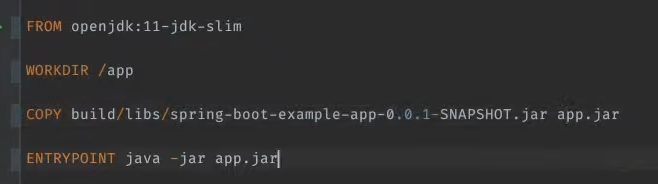 FROM openjdk:11-jdk-slim
WORKDIR /app
COPY build/libs/spring-boot-example-app-0.0.1-SNAPSHOT.jar app.jar
ENTRYPOINT java -jar app.jar